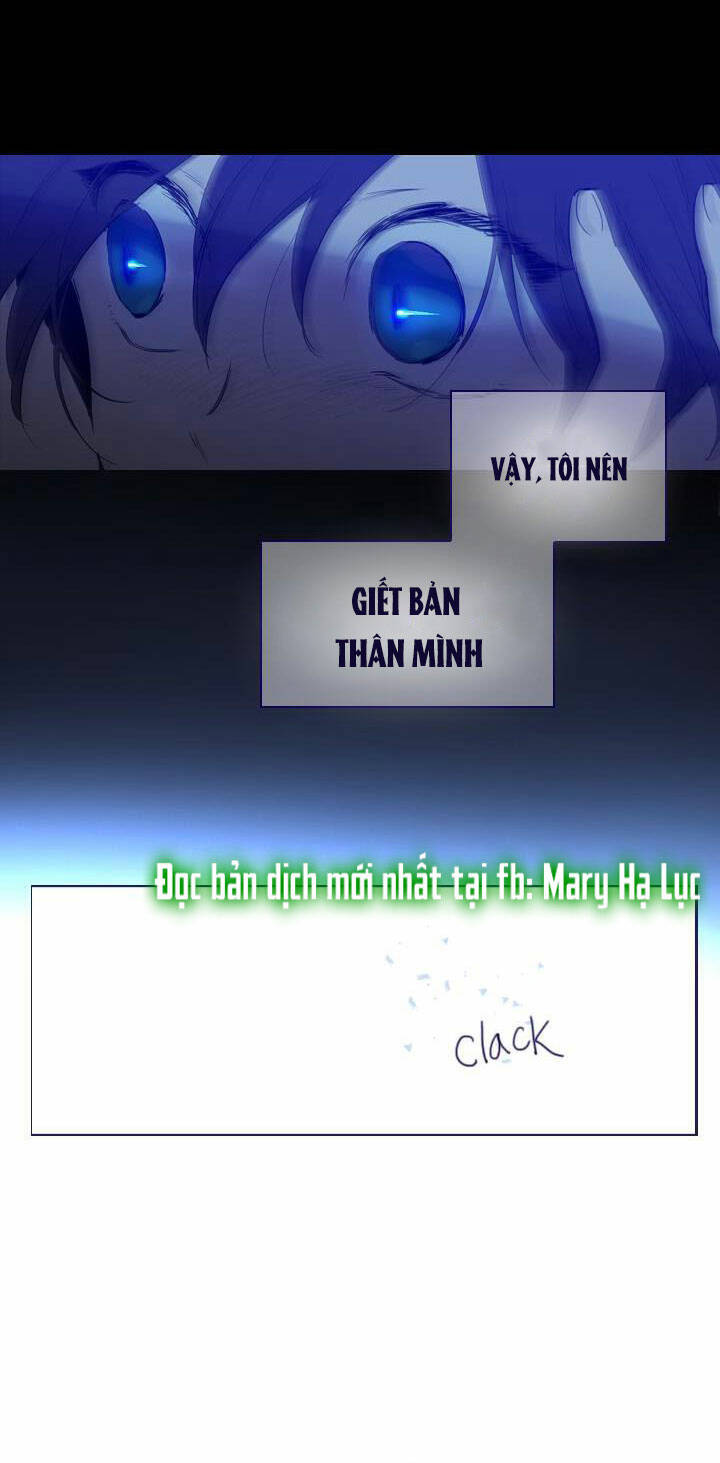 VẬY, TÔI NÊN
GIẾT BẢN
THÂN MÌNH
Đọc bản dịch mới nhất tại fb: Mary Hạ Lục
clack